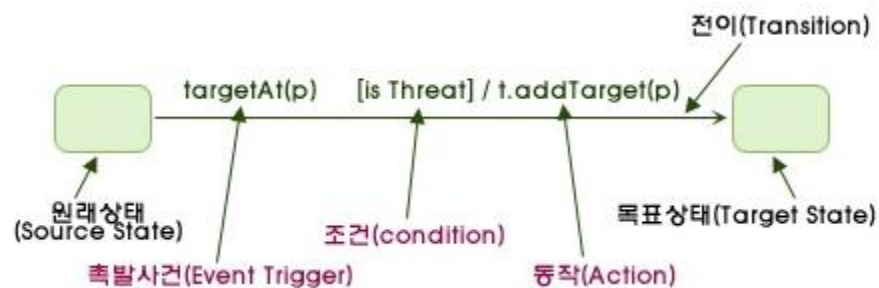 전이(Transition)
targetAt(p) [is Threat] / t.addTarget(p)
원래상태
(Source State)
목표상태(Target State)
조건(condition)
촉발사건(Event Trigger)
동작(Action)